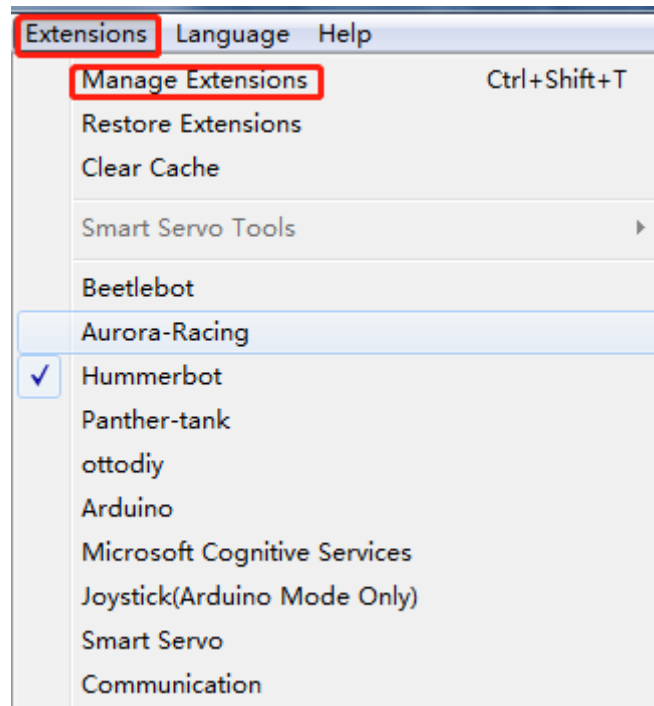 Extensions Language Help
Manage Extensions Ctrl+Shift+T
Restore Extensions
Clear Cache
Smart Servo Tools
Beetlebot
Aurora-Racing
Hummerbot
Panther-tank
ottodiy
Arduino
Microsoft Cognitive Services
Joystick(Arduino Mode Only)
Smart Servo
Communication